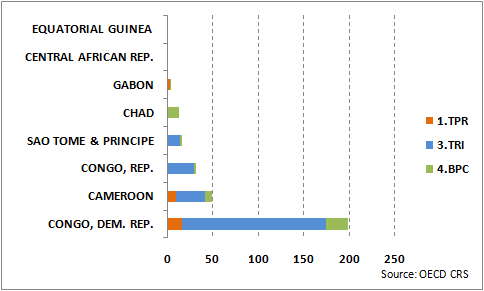 EQUATORIAL GUINEA
CENTRAL AFRICAN REP.
GABON
CHAD
SAO TOME & PRINCIPE
CONGO, REP.
CAMEROON
CONGO, DEM. REP.
0 50 100 150 200 250
1.TPR
3.TRI
4.BPC
Source: OECD CRS